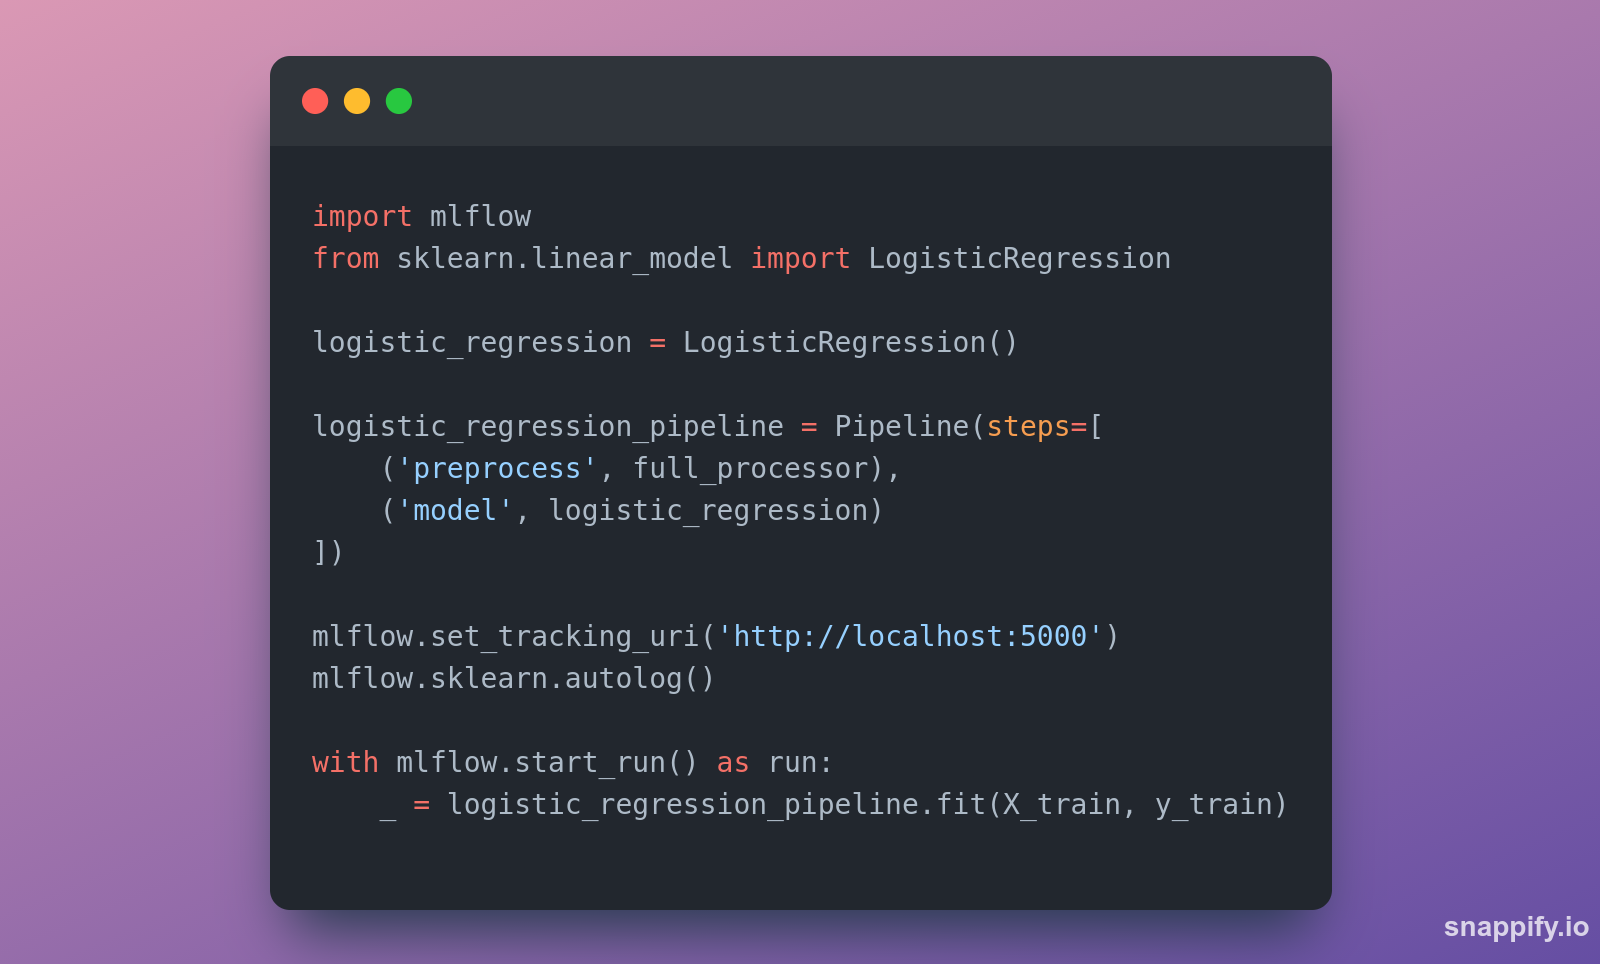 import mlflow
from sklearn.linear_model import LogisticRegression

logistic_regression = LogisticRegression()

logistic_regression_pipeline = Pipeline(steps=[
    ('preprocess', full_processor),
    ('model', logistic_regression)
])

mlflow.set_tracking_uri('http://localhost:5000')
mlflow.sklearn.autolog()

with mlflow.start_run() as run:
    _ = logistic_regression_pipeline.fit(X_train, y_train)
snappify.io